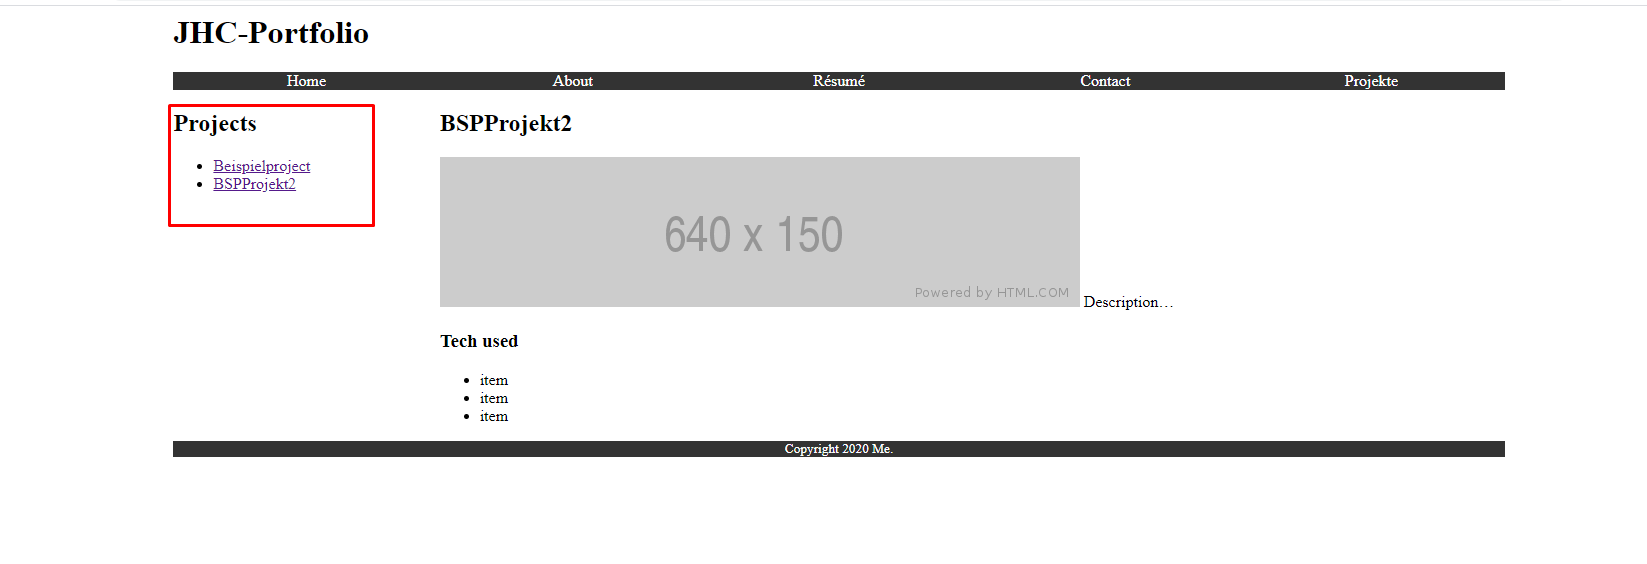 JHC-Portfolio
Home About Résumé Contact Projekte
Projects
Beispielproject
BSPProjekt2
BSPProjekt2
640 x 150
Powered by HTML.COM
Description…
Tech used
item
item
item
Copyright 2020 Me.